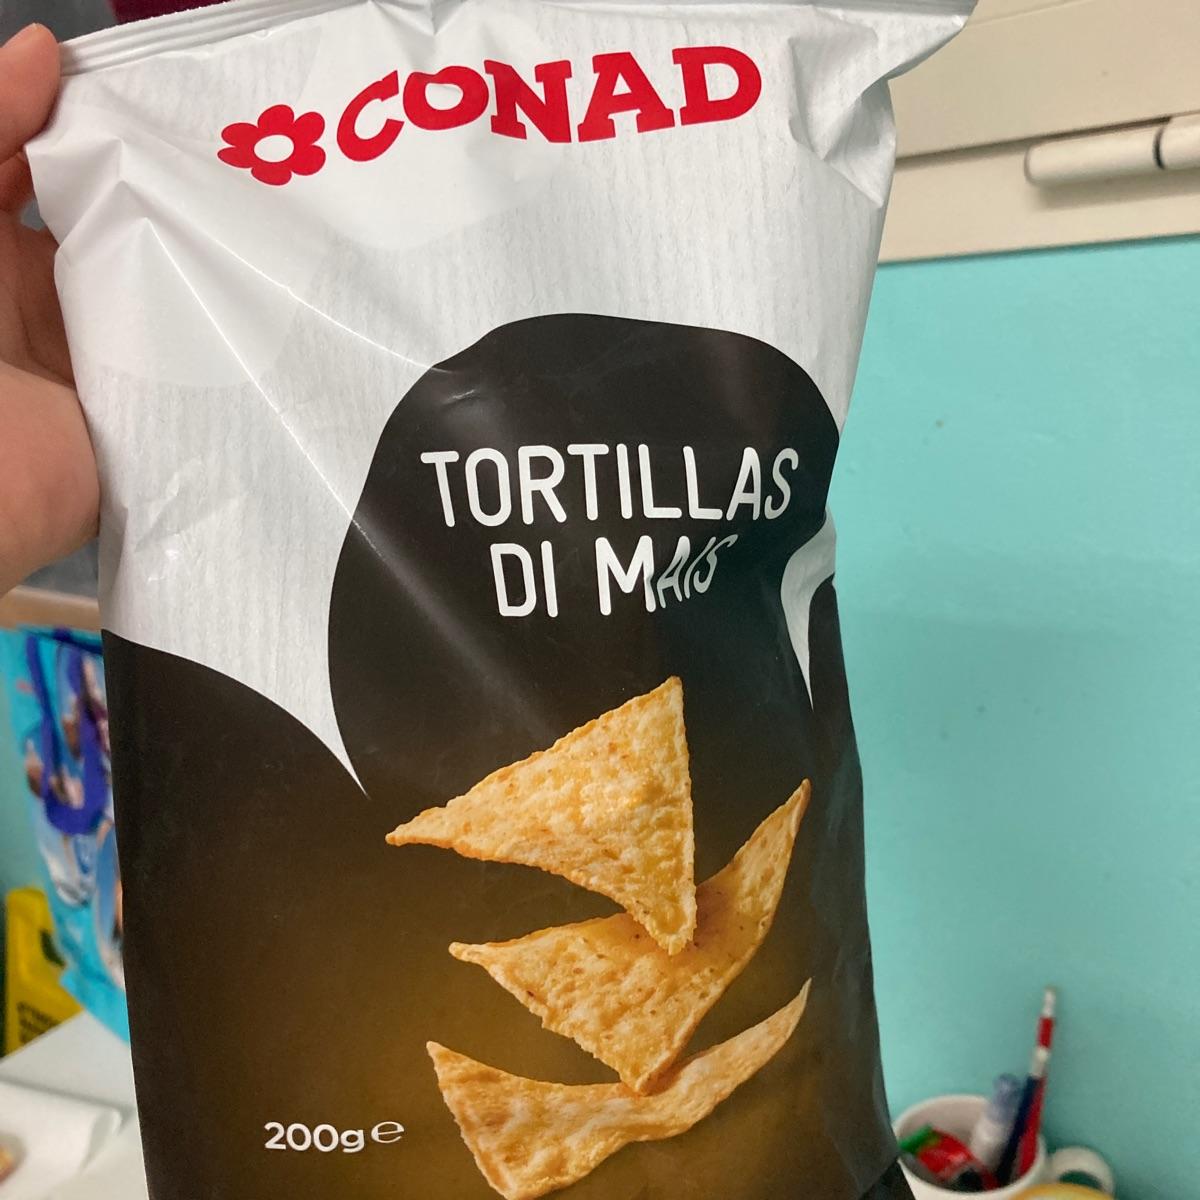 CONAD
TORTILLAS
DI MAIS
200g ℮